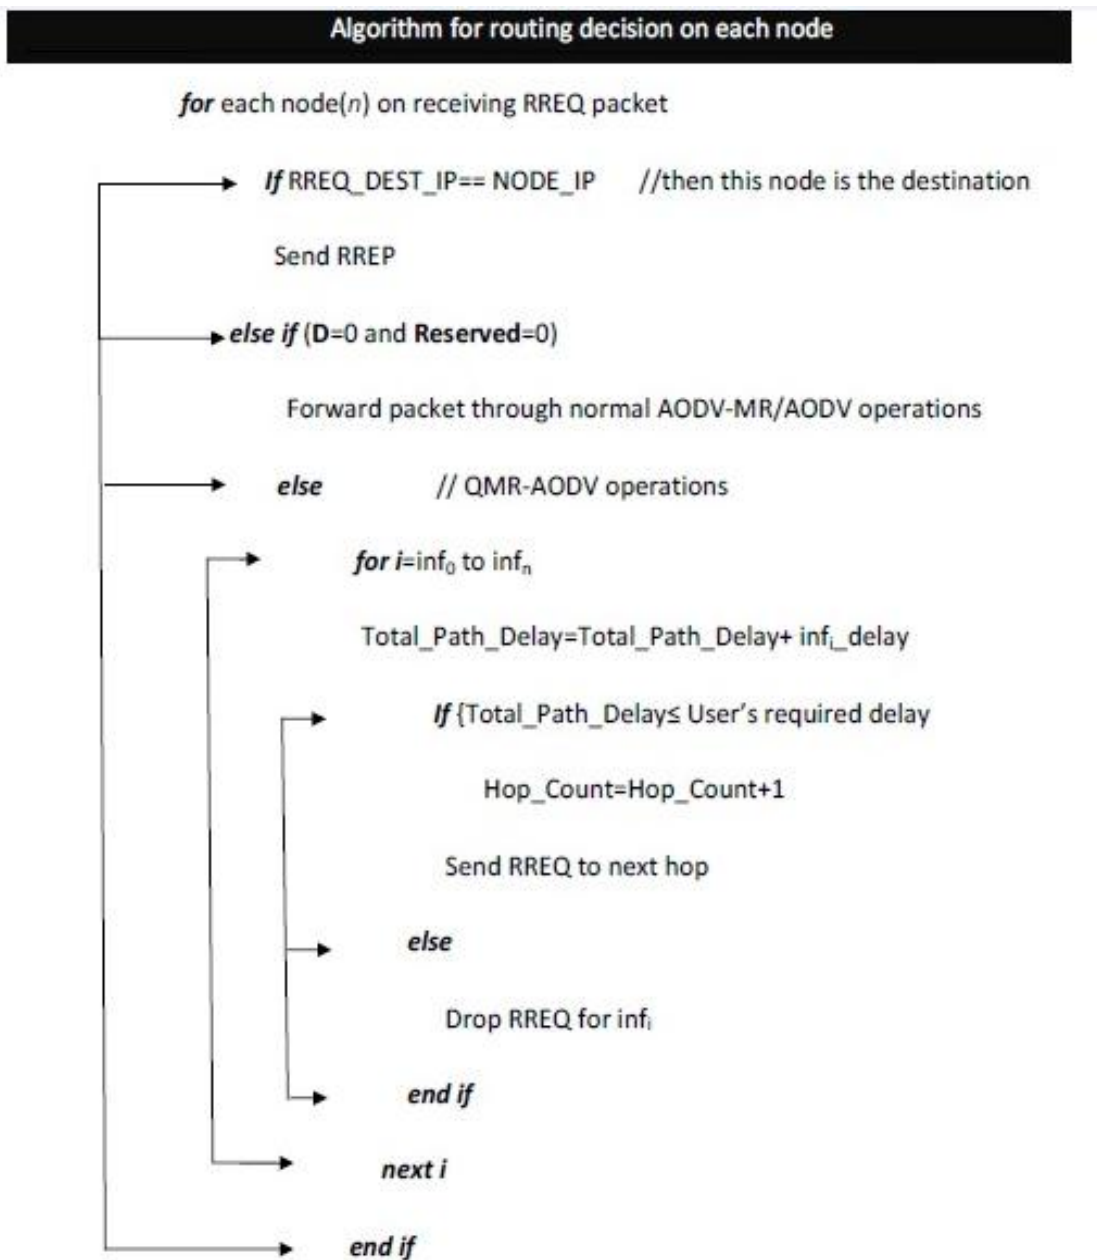 Algorithm for routing decision on each node
for each node(n) on receiving RREQ packet
If RREQ_DEST_IP== NODE_IP //then this node is the destination
Send RREP
else if (D=0 and Reserved=0)
Forward packet through normal AODV-MR/AODV operations
else // QMR-AODV operations
for i=inf₀ to infₙ
Total_Path_Delay=Total_Path_Delay+ infᵢ_delay
If {Total_Path_Delay≤ User's required delay
Hop_Count=Hop_Count+1
Send RREQ to next hop
else
Drop RREQ for infᵢ
end if
next i
end if